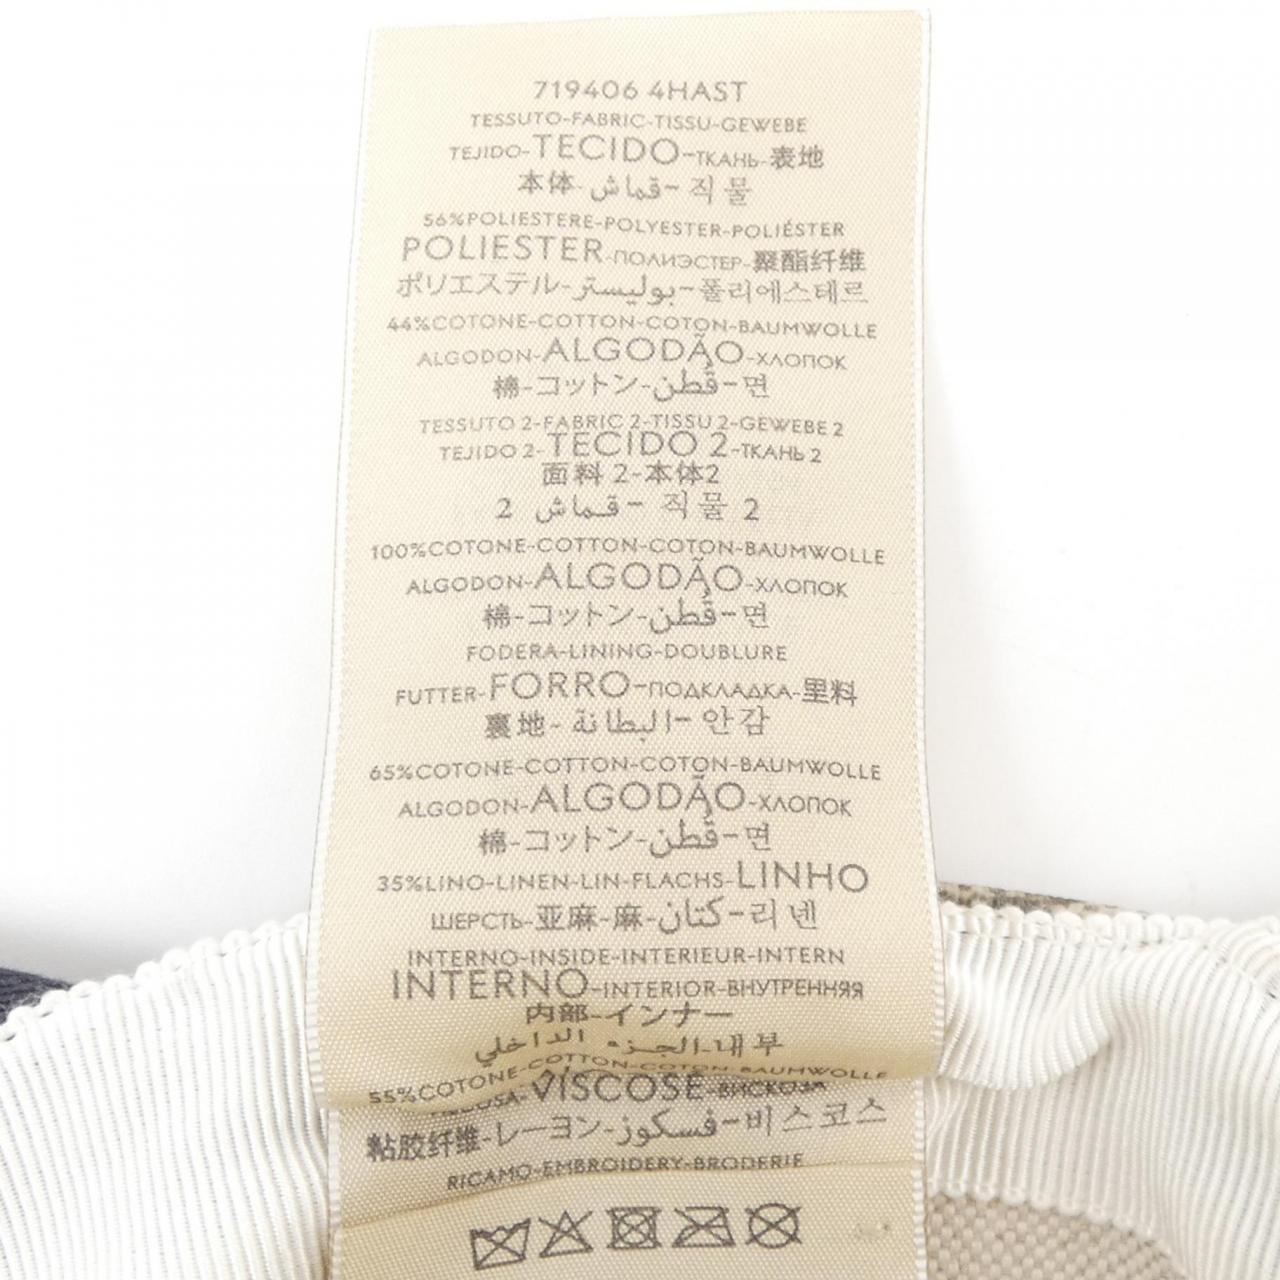 719406 4HAST
TESSUTO-FABRIC-TISSU-GEWEBE
TEJIDO-TECIDO-ТКАНЬ-表地
本体-قماش-직물
56%POLIESTERE-POLYESTER-POLIÉSTER
POLIESTER-ПОЛИЭСТЕР-聚酯纤维
ポリエステル-بوليستر-폴리에스테르
44%COTONE-COTTON-COTON-BAUMWOLLE
ALGODON-ALGODÃO-ХЛОПОК
棉-コットン-قطن-면
TESSUTO 2-FABRIC 2-TISSU 2-GEWEBE 2
TEJIDO 2-TECIDO 2-ТКАНЬ 2
面料 2-本体2
2 قماش - 직물 2
100%COTONE-COTTON-COTON-BAUMWOLLE
ALGODON-ALGODÃO-ХЛОПОК
棉-コットン-قطن-면
FODERA-LINING-DOUBLURE
FUTTER-FORRO-ПОДКЛАДКА-里料
裏地-البطانة-안감
65%COTONE-COTTON-COTON-BAUMWOLLE
ALGODON-ALGODÃO-ХЛОПОК
棉-コットン-قطن-면
35%LINO-LINEN-LIN-FLACHS-LINHO
ШЕРСТЬ-亚麻-麻-كتان-리넨
INTERNO-INSIDE-INTERIEUR-INTERN
INTERNO-INTERIOR-ВНУТРЕННЯЯ
内部-インナー
الجزء الداخلي-내부
55%COTONE-COTTON-COTON-BAUMWOLLE
VISCOSE-ВИСКОЗА
粘胶纤维-レーヨン-فسكوز-비스코스
RICAMO-EMBROIDERY-BRODERIE